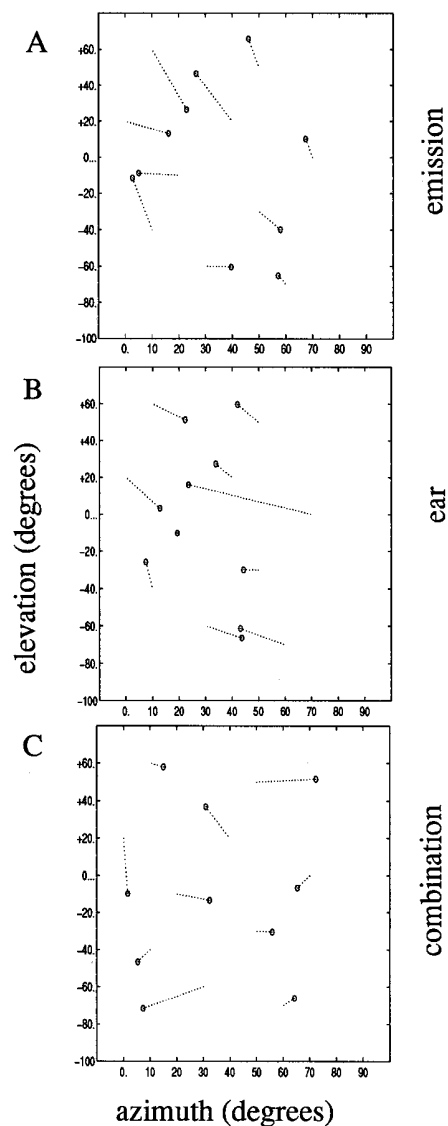 A
+60.
+40.
+20.
0...
-20.
-40.
-60.
-80.
-100
0. 10 20 30 40 50 60 70 80 90
emission
B
+60.
+40.
+20.
0...
-20.
-40.
-60.
-80.
-100
0. 10 20 30 40 50 60 70 80 90
ear
elevation (degrees)
C
+60.
+40.
+20.
0...
-20.
-40.
-60.
-80.
-100
0. 10 20 30 40 50 60 70 80 90
combination
azimuth (degrees)